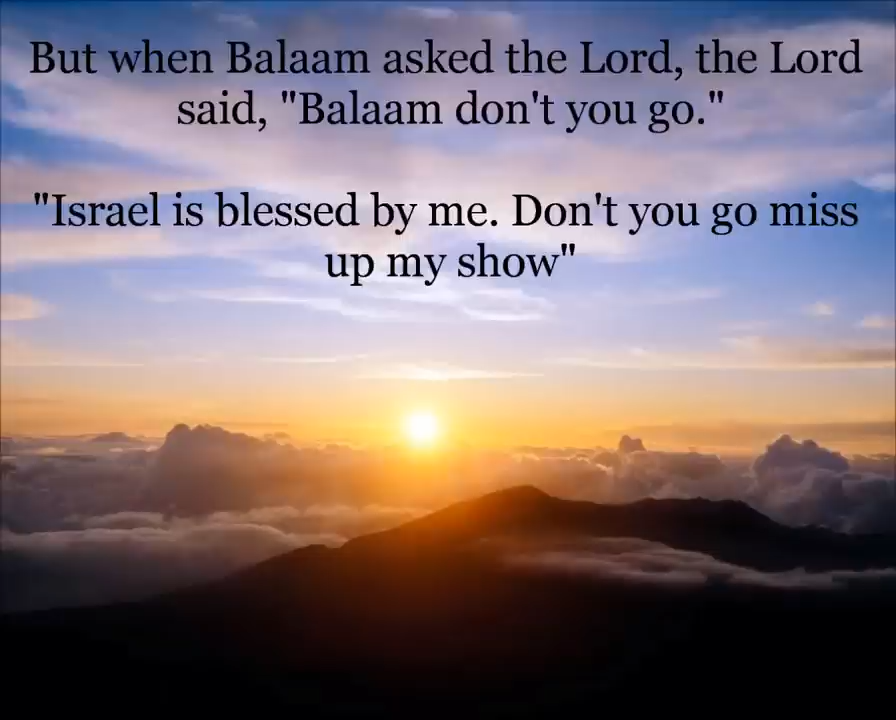 But when Balaam asked the Lord, the Lord
said, "Balaam don't you go."
"Israel is blessed by me. Don't you go miss
up my show"